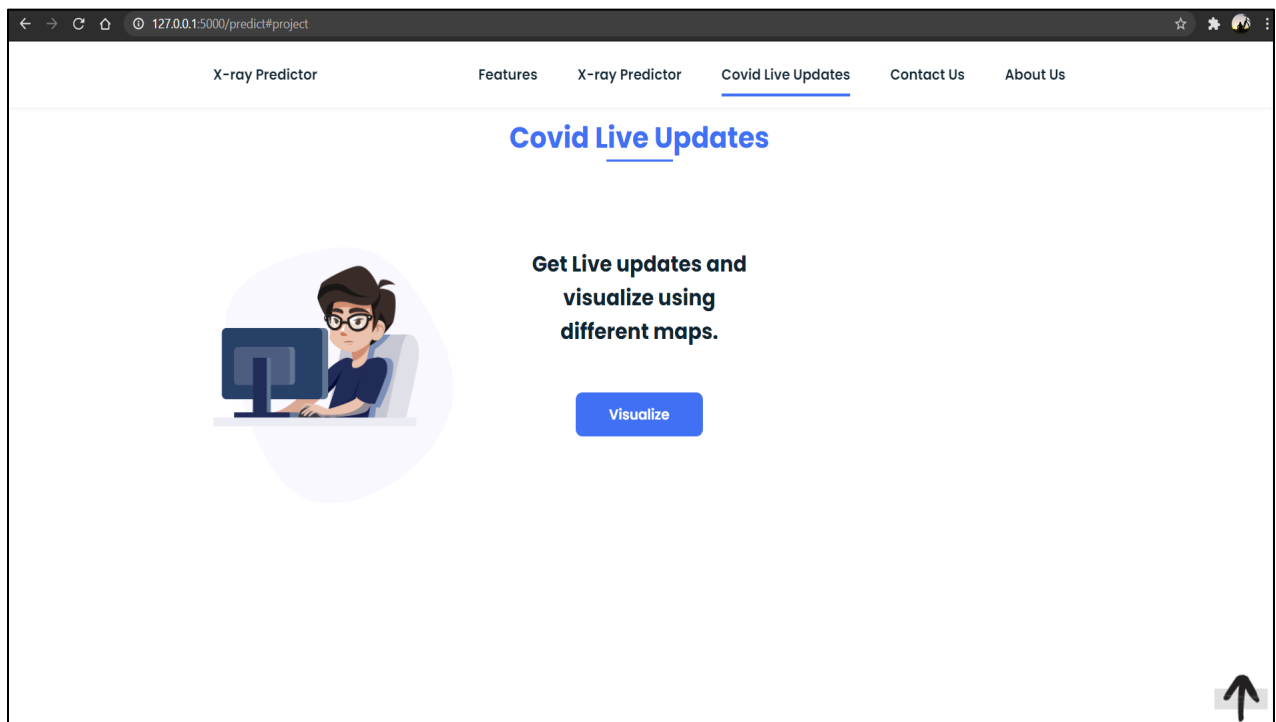 127.0.0.1:5000/predict#project
X-ray Predictor Features X-ray Predictor Covid Live Updates Contact Us About Us
Covid Live Updates
Get Live updates and
visualize using
different maps.
Visualize